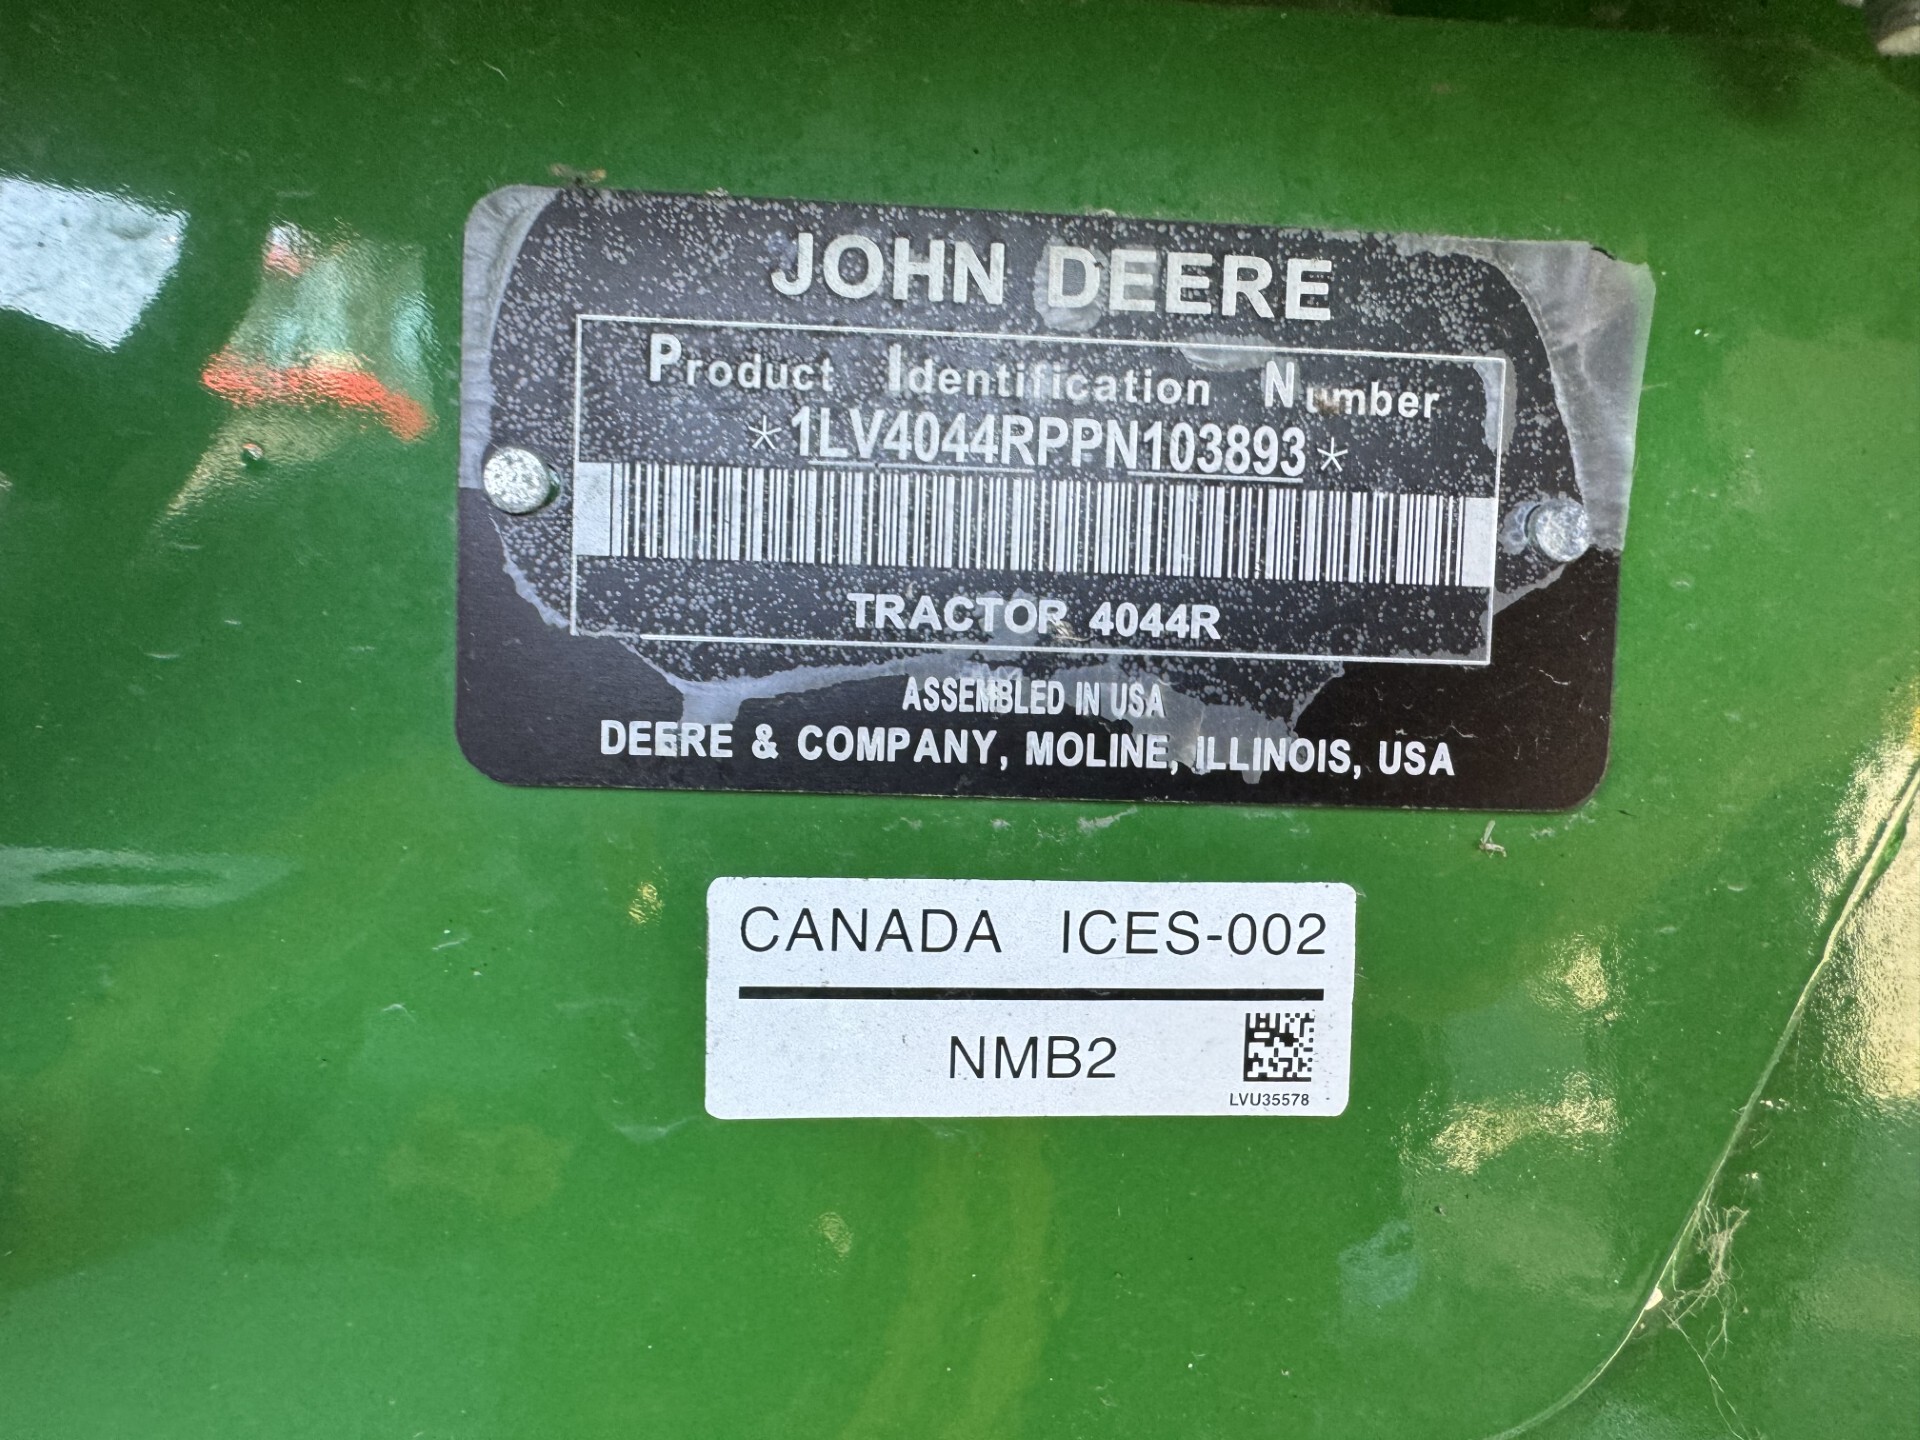 JOHN DEERE
Product Identification Number
*1LV4044RPPN103893*
TRACTOR 4044R
ASSEMBLED IN USA
DEERE & COMPANY, MOLINE, ILLINOIS, USA
CANADA ICES-002
NMB2
LVU35578